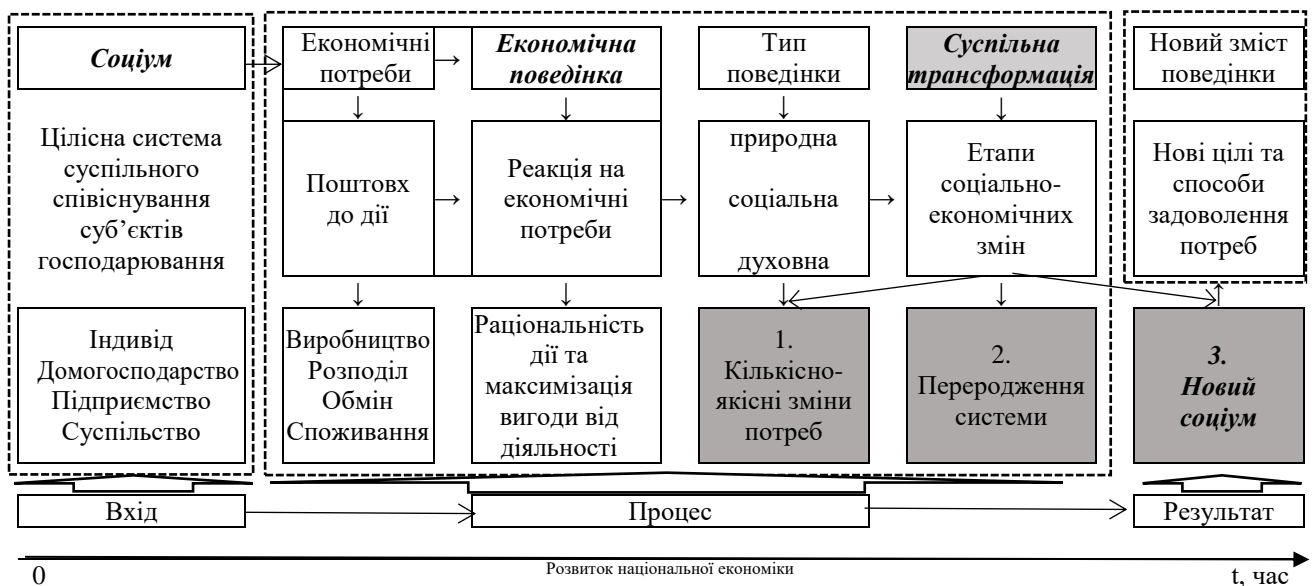 Соціум
Економічні
потреби
Економічна
поведінка
Тип
поведінки
Суспільна
трансформація
Новий зміст
поведінки
Цілісна система
суспільного
співіснування
суб’єктів
господарювання
Поштовх
до дії
Реакція на
економічні
потреби
природна
соціальна
духовна
Етапи
соціально-
економічних
змін
Нові цілі та
способи
задоволення
потреб
Індивід
Домогосподарство
Підприємство
Суспільство
Виробництво
Розподіл
Обмін
Споживання
Раціональність
дії та
максимізація
вигоди від
діяльності
1.
Кількісно-
якісні зміни
потреб
2.
Переродження
системи
3.
Новий
соціум
Вхід
Процес
Результат
0
Розвиток національної економіки
t, час